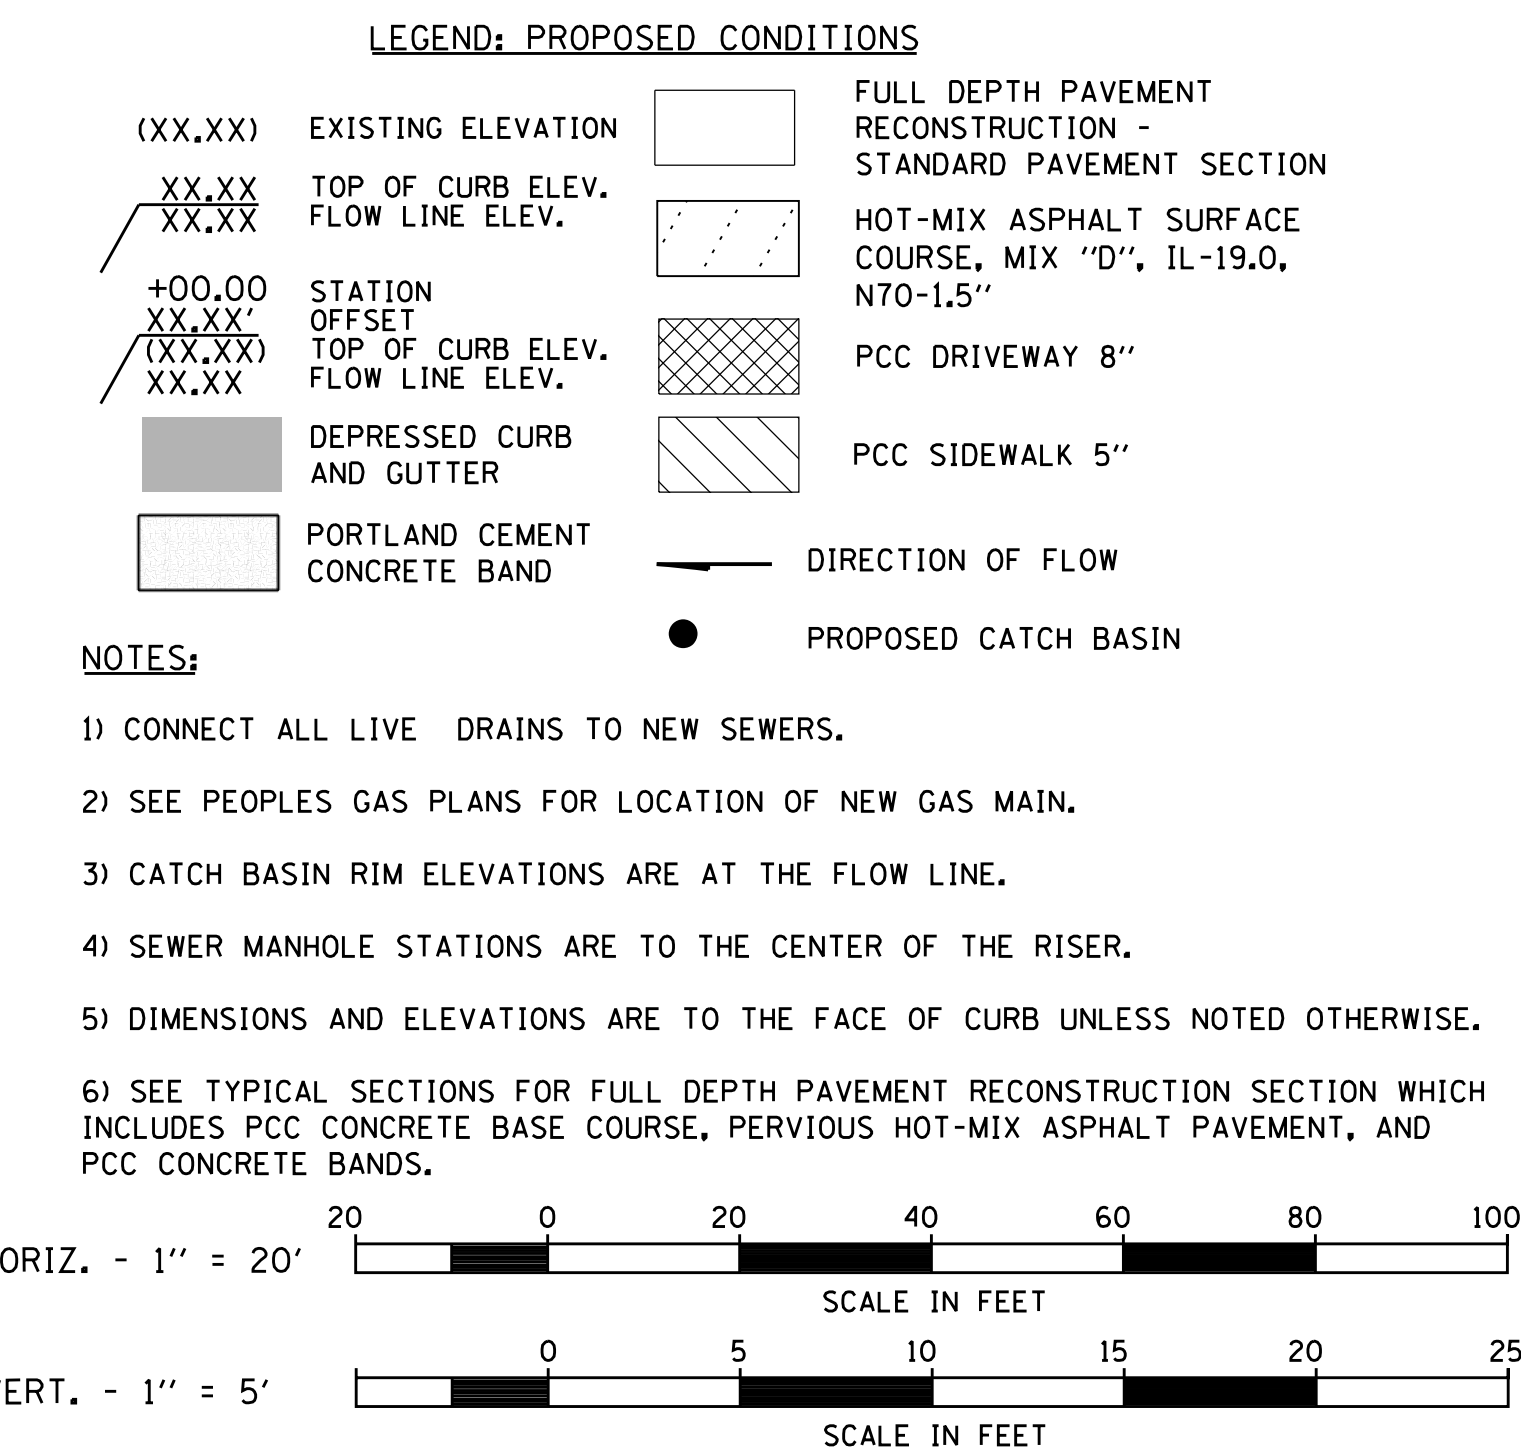 LEGEND: PROPOSED CONDITIONS
(XX.XX) EXISTING ELEVATION
XX.XX TOP OF CURB ELEV.
XX.XX FLOW LINE ELEV.
+00.00 STATION
XX.XX' OFFSET
(XX.XX) TOP OF CURB ELEV.
XX.XX FLOW LINE ELEV.
DEPRESSED CURB
AND GUTTER
PORTLAND CEMENT
CONCRETE BAND
FULL DEPTH PAVEMENT
RECONSTRUCTION -
STANDARD PAVEMENT SECTION
HOT-MIX ASPHALT SURFACE
COURSE, MIX "D", IL-19.0,
N70-1.5"
PCC DRIVEWAY 8"
PCC SIDEWALK 5"
DIRECTION OF FLOW
PROPOSED CATCH BASIN
NOTES:
1) CONNECT ALL LIVE DRAINS TO NEW SEWERS.
2) SEE PEOPLES GAS PLANS FOR LOCATION OF NEW GAS MAIN.
3) CATCH BASIN RIM ELEVATIONS ARE AT THE FLOW LINE.
4) SEWER MANHOLE STATIONS ARE TO THE CENTER OF THE RISER.
5) DIMENSIONS AND ELEVATIONS ARE TO THE FACE OF CURB UNLESS NOTED OTHERWISE.
6) SEE TYPICAL SECTIONS FOR FULL DEPTH PAVEMENT RECONSTRUCTION SECTION WHICH
INCLUDES PCC CONCRETE BASE COURSE, PERVIOUS HOT-MIX ASPHALT PAVEMENT, AND
PCC CONCRETE BANDS.
20 0 20 40 60 80 100
ORIZ. - 1" = 20'
SCALE IN FEET
0 5 10 15 20 25
ERT. - 1" = 5'
SCALE IN FEET